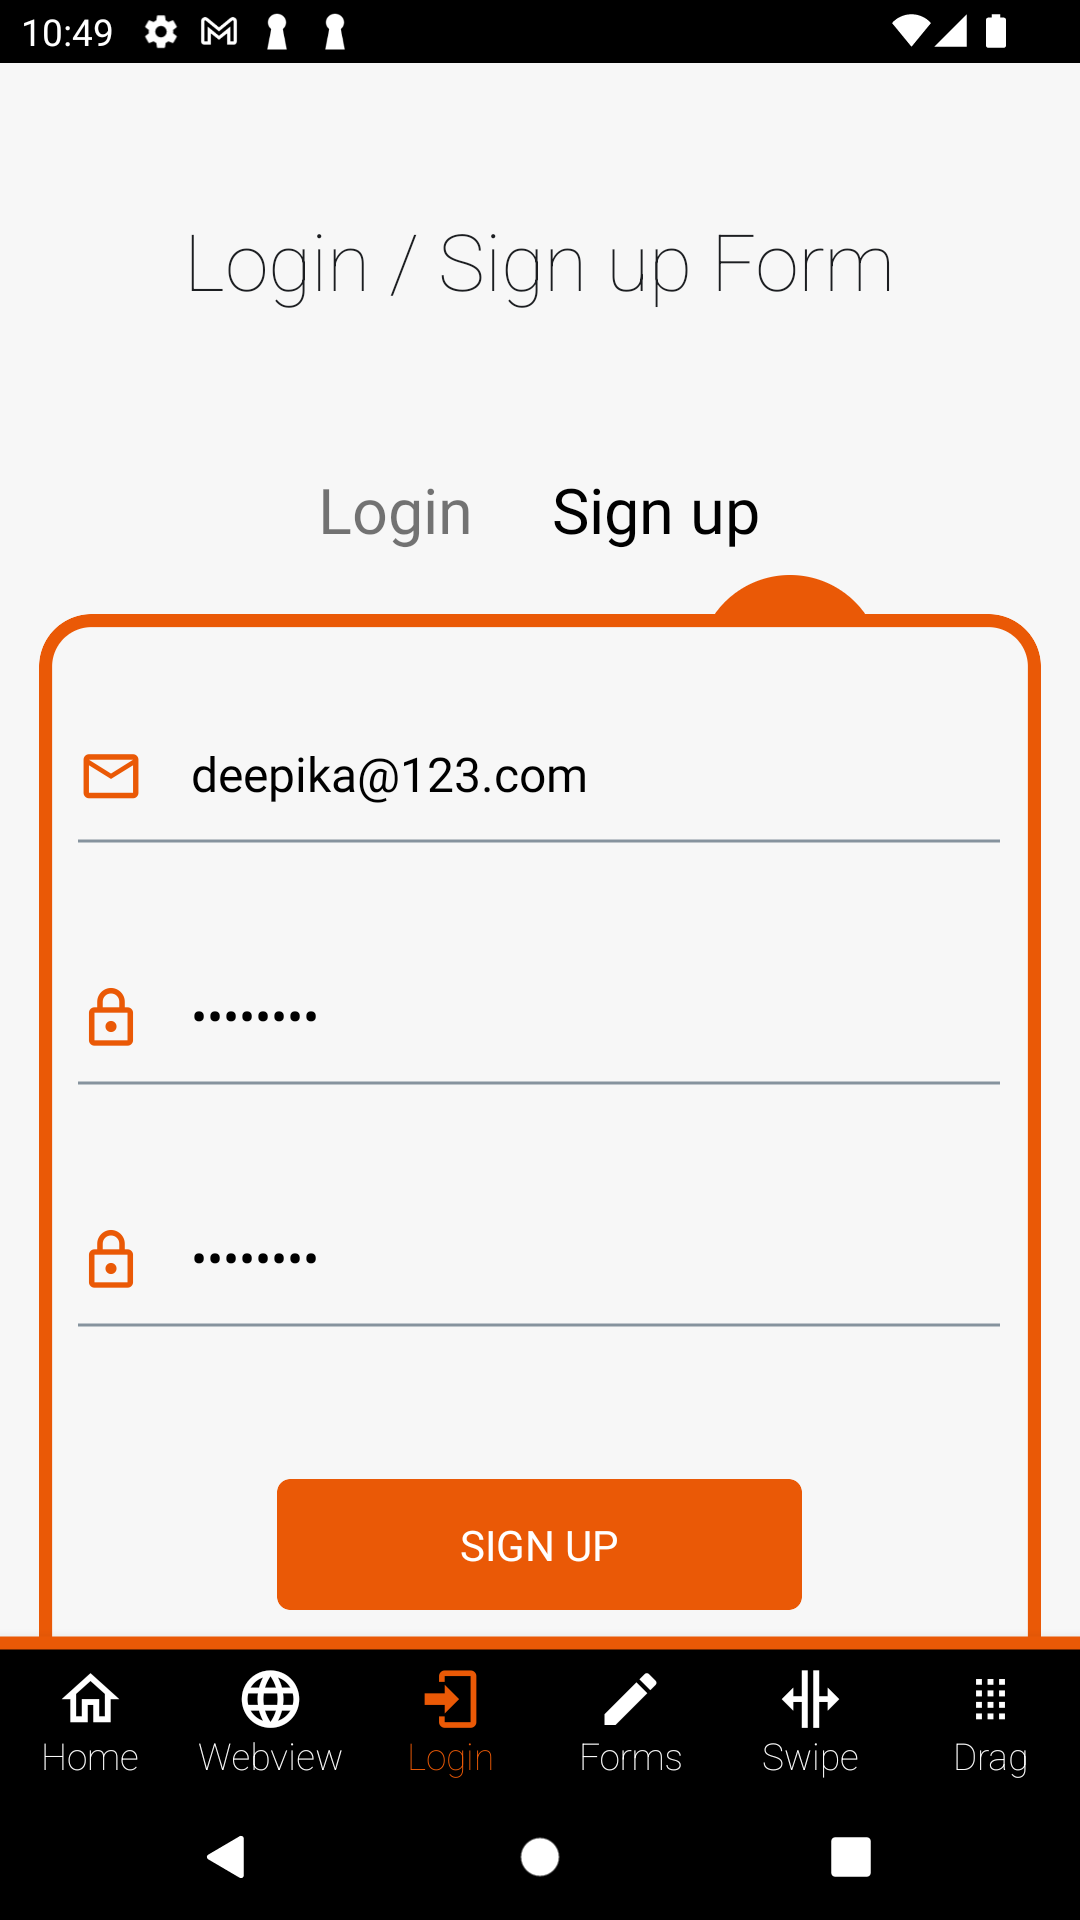 10:49
Login / Sign up Form
Login Sign up
deepika@123.com
••••••••
••••••••
SIGN UP
Home Webview Login Forms Swipe Drag